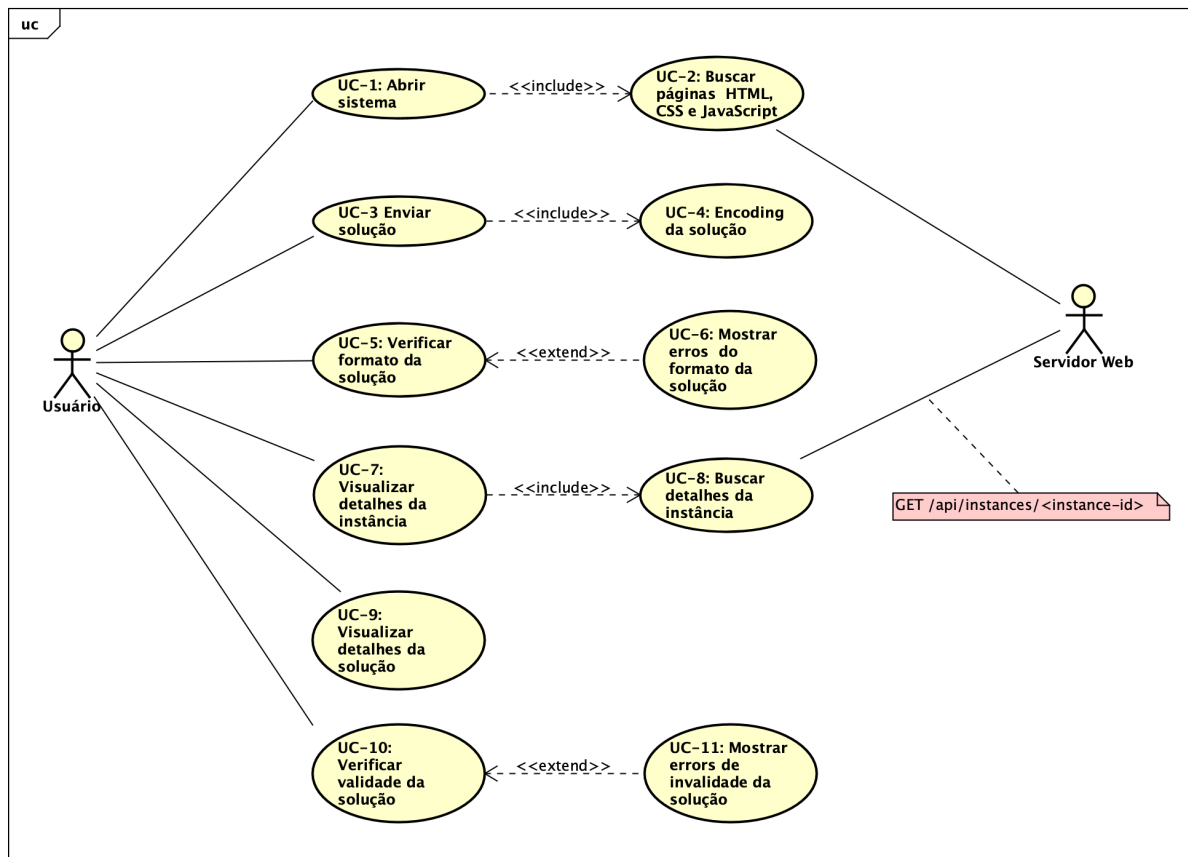 uc
UC-1: Abrir
sistema
<<include>>
UC-2: Buscar
páginas HTML,
CSS e JavaScript
UC-3 Enviar
solução
<<include>>
UC-4: Encoding
da solução
UC-5: Verificar
formato da
solução
<<extend>>
UC-6: Mostrar
erros do
formato da
solução
Usuário
Servidor Web
UC-7:
Visualizar
detalhes da
instância
<<include>>
UC-8: Buscar
detalhes da
instância
GET /api/instances/<instance-id>
UC-9:
Visualizar
detalhes da
solução
UC-10:
Verificar
validade da
solução
<<extend>>
UC-11: Mostrar
errors de
invalidade da
solução